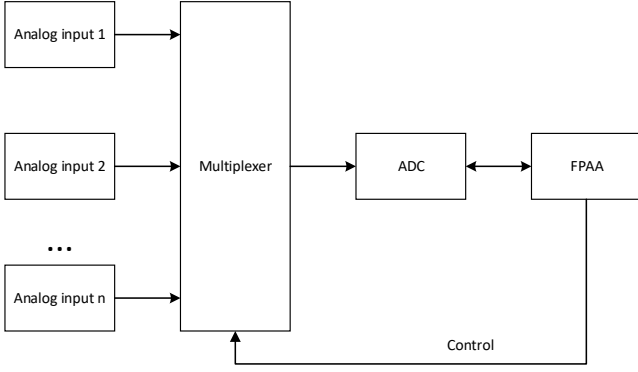 Analog input 1
Analog input 2
...
Analog input n
Multiplexer
ADC
FPAA
Control